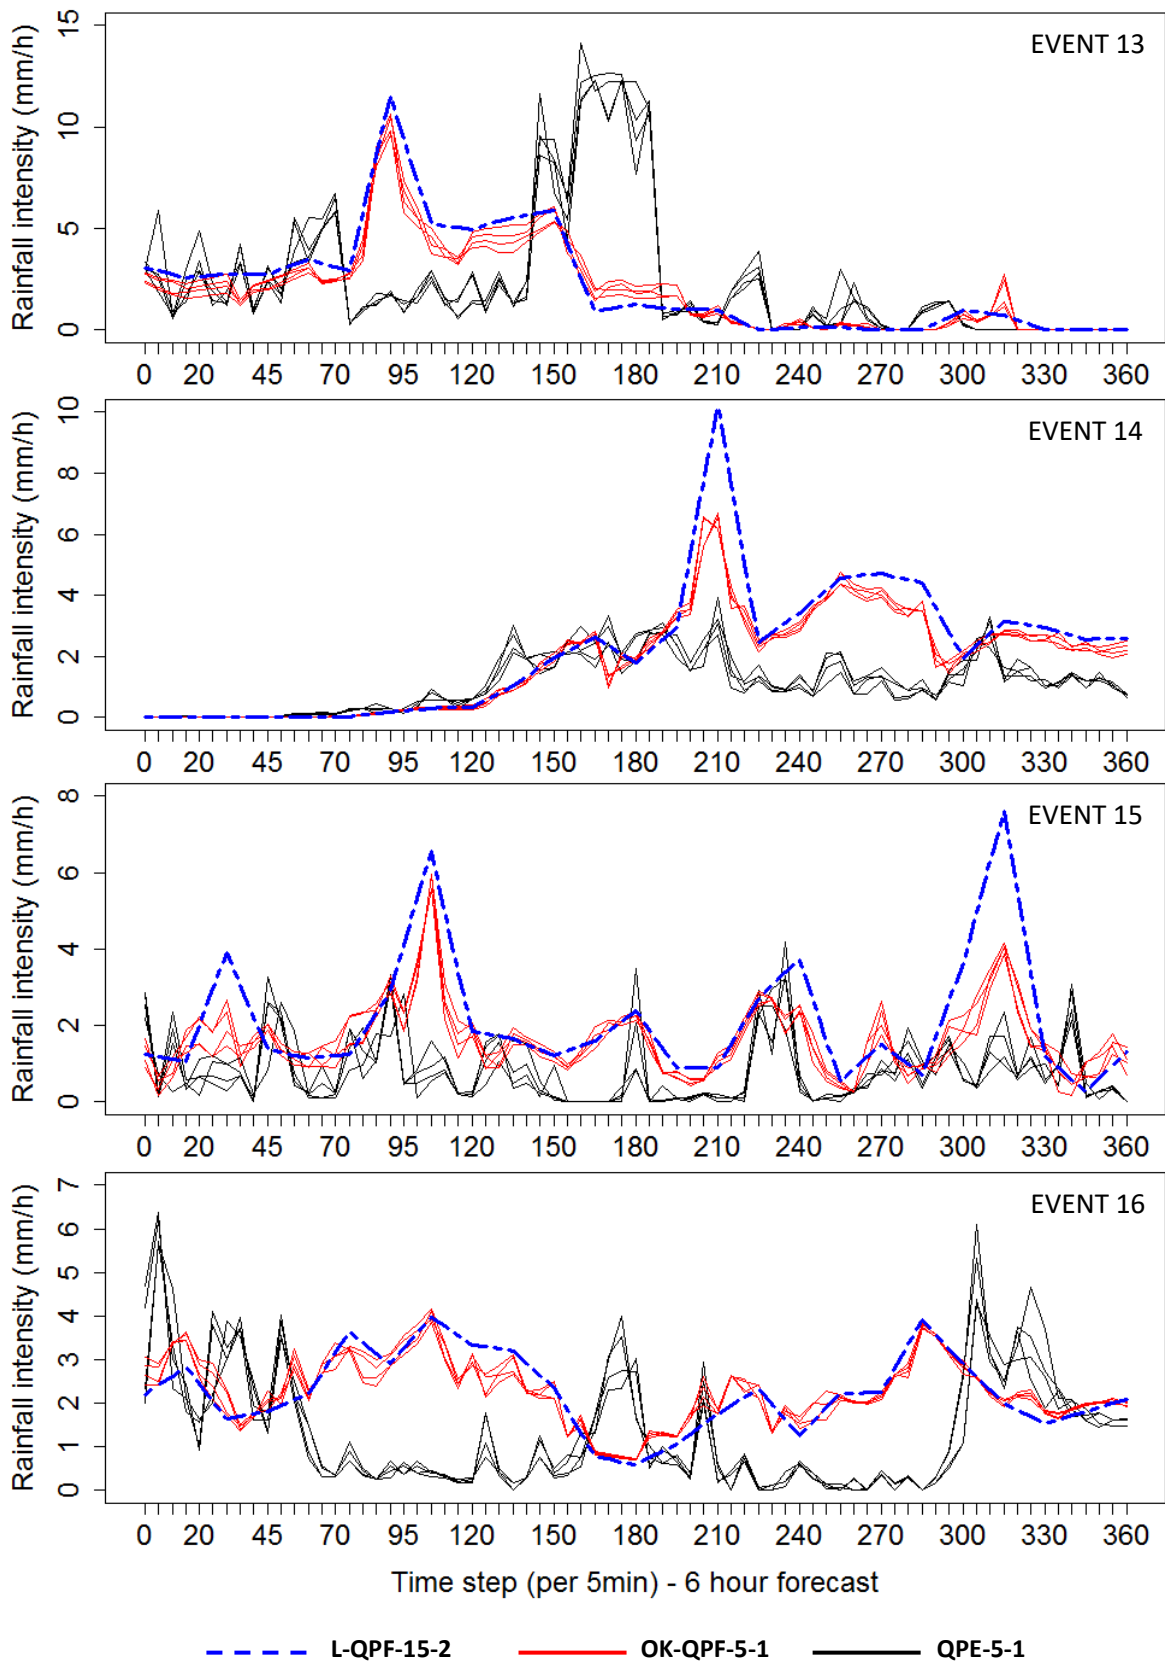 EVENT 13
Rainfall intensity (mm/h)
15
10
5
0
0 20 45 70 95 120 150 180 210 240 270 300 330 360
EVENT 14
Rainfall intensity (mm/h)
10
8
6
4
2
0
0 20 45 70 95 120 150 180 210 240 270 300 330 360
EVENT 15
Rainfall intensity (mm/h)
8
6
4
2
0
0 20 45 70 95 120 150 180 210 240 270 300 330 360
EVENT 16
Rainfall intensity (mm/h)
7
6
5
4
3
2
1
0
0 20 45 70 95 120 150 180 210 240 270 300 330 360
Time step (per 5min) - 6 hour forecast
L-QPF-15-2 OK-QPF-5-1 QPE-5-1